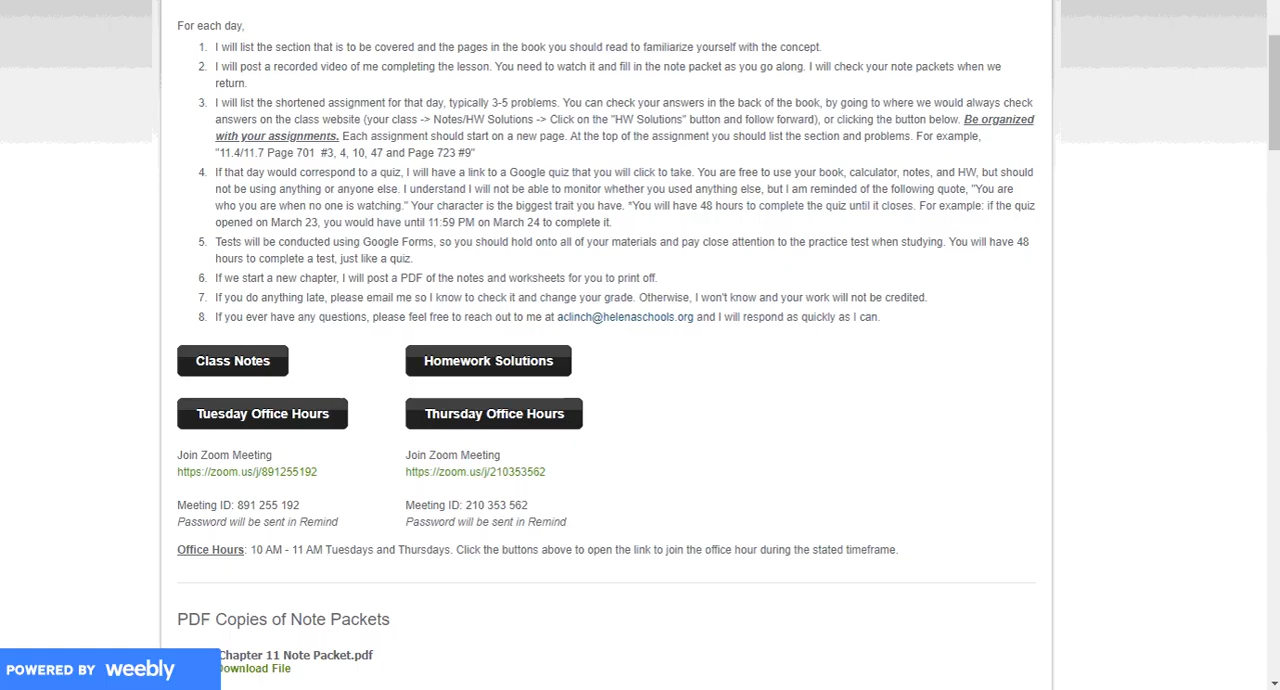 For each day,
1. I will list the section that is to be covered and the pages in the book you should read to familiarize yourself with the concept.
2. I will post a recorded video of me completing the lesson. You need to watch it and fill in the note packet as you go along. I will check your note packets when we
return.
3. I will list the shortened assignment for that day, typically 3-5 problems. You can check your answers in the back of the book, by going to where we would always check
answers on the class website (your class -> Notes/HW Solutions -> Click on the "HW Solutions" button and follow forward), or clicking the button below. Be organized
with your assignments. Each assignment should start on a new page. At the top of the assignment you should list the section and problems. For example,
"11.4/11.7 Page 701  #3, 4, 10, 47 and Page 723 #9"
4. If that day would correspond to a quiz, I will have a link to a Google quiz that you will click to take. You are free to use your book, calculator, notes, and HW, but should
not be using anything or anyone else. I understand I will not be able to monitor whether you used anything else, but I am reminded of the following quote, "You are
who you are when no one is watching." Your character is the biggest trait you have. *You will have 48 hours to complete the quiz until it closes. For example: if the quiz
opened on March 23, you would have until 11:59 PM on March 24 to complete it.
5. Tests will be conducted using Google Forms, so you should hold onto all of your materials and pay close attention to the practice test when studying. You will have 48
hours to complete a test, just like a quiz.
6. If we start a new chapter, I will post a PDF of the notes and worksheets for you to print off.
7. If you do anything late, please email me so I know to check it and change your grade. Otherwise, I won't know and your work will not be credited.
8. If you ever have any questions, please feel free to reach out to me at aclinch@helenaschools.org and I will respond as quickly as I can.
Class Notes
Homework Solutions
Tuesday Office Hours
Thursday Office Hours
Join Zoom Meeting
https://zoom.us/j/891255192
Meeting ID: 891 255 192
Password will be sent in Remind
Join Zoom Meeting
https://zoom.us/j/210353562
Meeting ID: 210 353 562
Password will be sent in Remind
Office Hours: 10 AM - 11 AM Tuesdays and Thursdays. Click the buttons above to open the link to join the office hour during the stated timeframe.
PDF Copies of Note Packets
Chapter 11 Note Packet.pdf
Download File
POWERED BY weebly